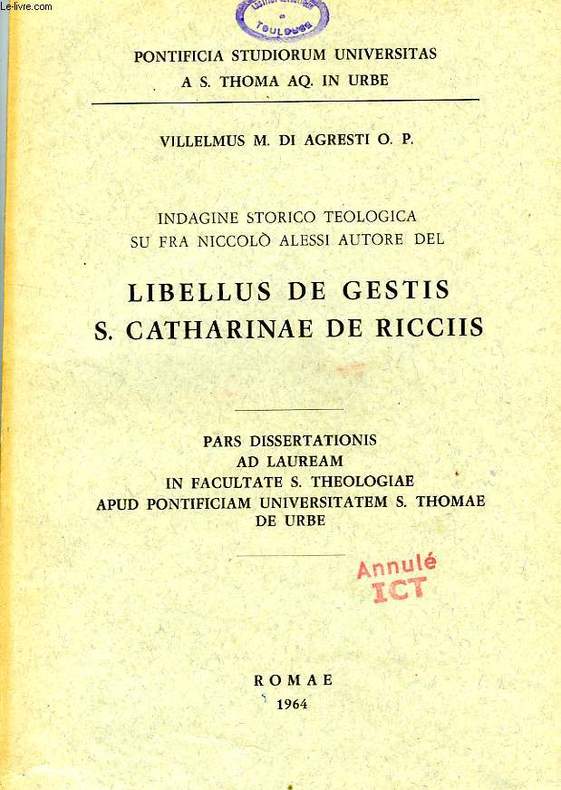 Le-livre.com
TOULOUSE
PONTIFICIA STUDIORUM UNIVERSITAS
A S. THOMA AQ. IN URBE
VILLELMUS M. DI AGRESTI O. P.
INDAGINE STORICO TEOLOGICA
SU FRA NICCOLÒ ALESSI AUTORE DEL
LIBELLUS DE GESTIS
S. CATHARINAE DE RICCIIS
PARS DISSERTATIONIS
AD LAUREAM
IN FACULTATE S. THEOLOGIAE
APUD PONTIFICIAM UNIVERSITATEM S. THOMAE
DE URBE
Annulé
ICT
ROMAE
1964